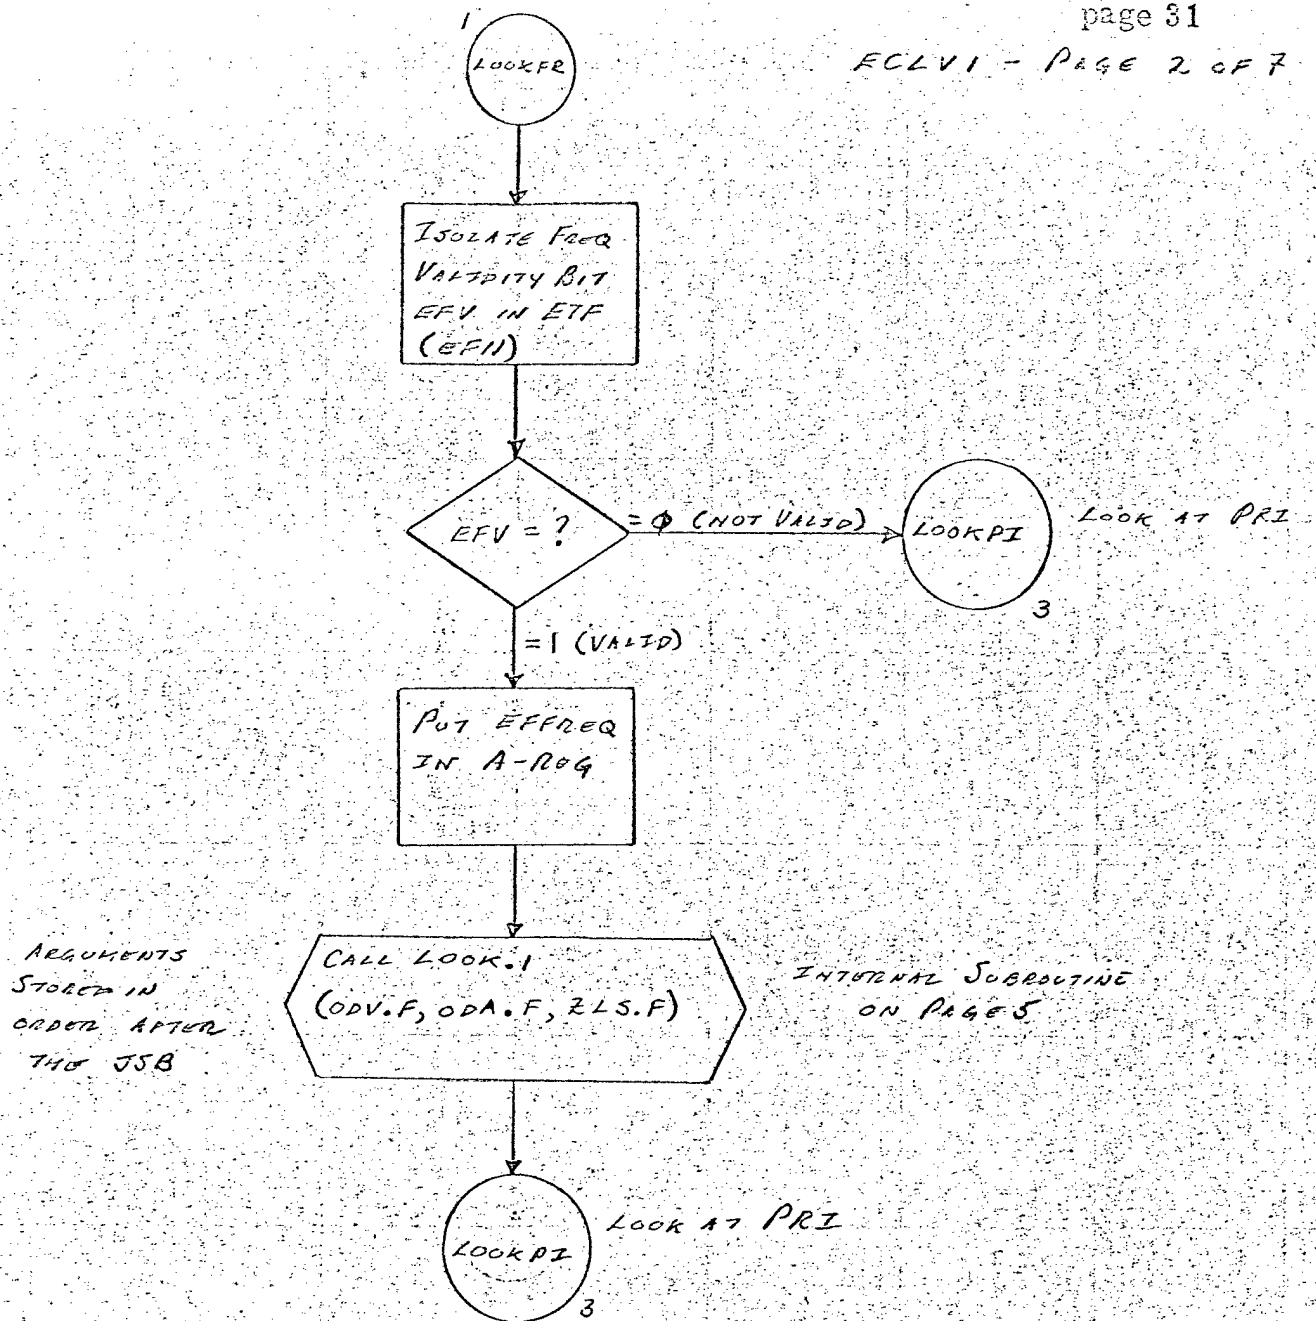 page 31
ECLV1 - PAGE 2 OF 7
1
LOOKFR
ISOLATE FREQ
VALIDITY BIT
EFV IN ETF
(EFN)
EFV = ?
= 0 (NOT VALID)
LOOKPI
LOOK AT PRI
3
= 1 (VALID)
PUT EFFREQ
IN A-REG
ARGUMENTS
STORED IN
ORDER AFTER
THE JSB
CALL LOOK.1
(ODV.F, ODA.F, ZLS.F)
INTERNAL SUBROUTINE
ON PAGE 5
LOOKPI
LOOK AT PRI
3